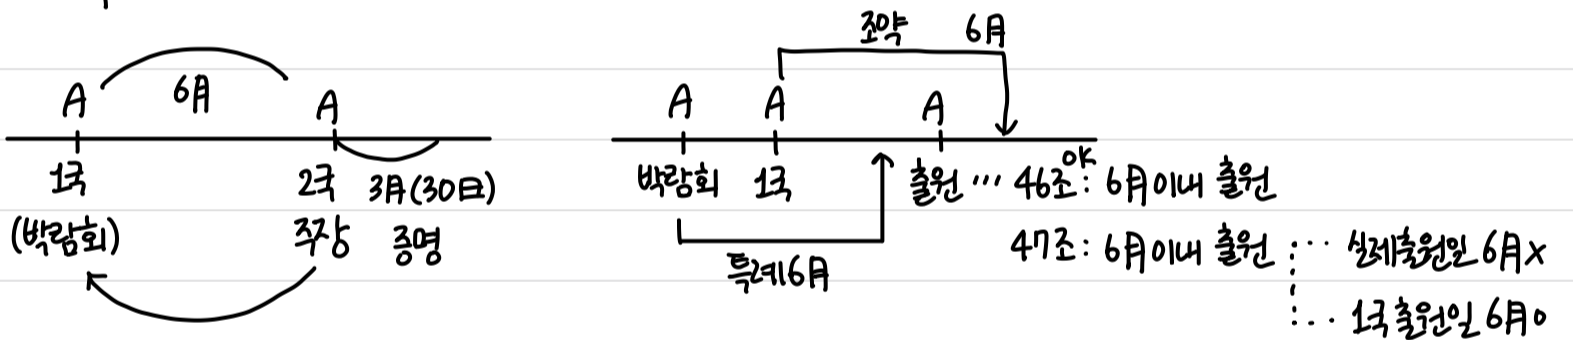 조약 6月
A 6月 A
A A A
1국 2국 3月(30日)
(박람회) 주장 증명
박람회 1국 출원 … 46조: 6月이내 출원
47조: 6月이내 출원 … 실제출원일 6月x
특례6月
… 1국출원일 6月o